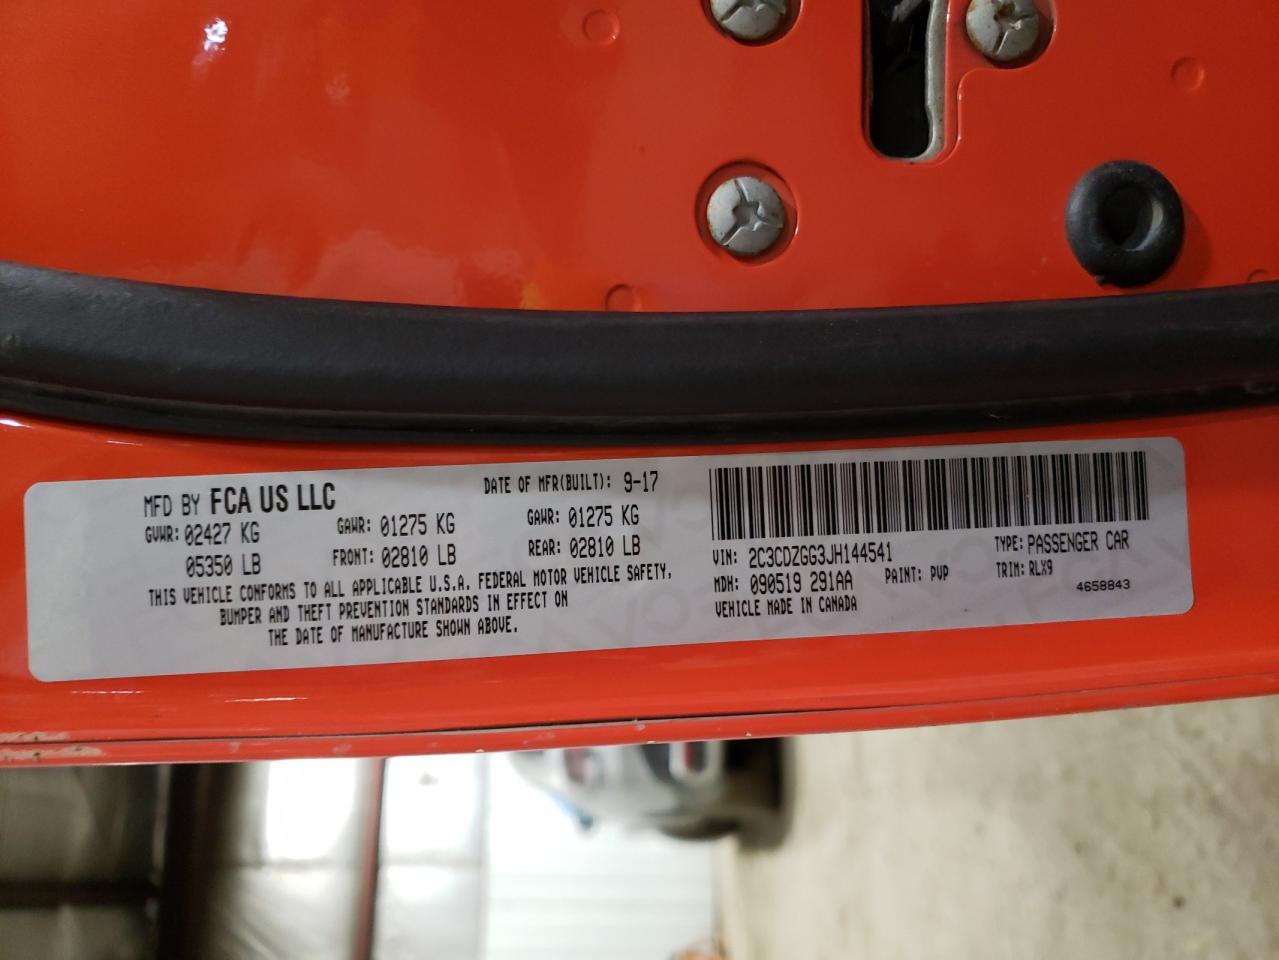 MFD BY FCA US LLC
DATE OF MFR(BUILT): 9-17
GVWR: 02427 KG
05350 LB
GAWR: 01275 KG
FRONT: 02810 LB
GAWR: 01275 KG
REAR: 02810 LB
THIS VEHICLE CONFORMS TO ALL APPLICABLE U.S.A. FEDERAL MOTOR VEHICLE SAFETY,
BUMPER AND THEFT PREVENTION STANDARDS IN EFFECT ON
THE DATE OF MANUFACTURE SHOWN ABOVE.
VIN: 2C3CDZGG3JH144541
TYPE: PASSENGER CAR
MDH: 090519 291AA
PAINT: PVP
TRIM: RLX9
VEHICLE MADE IN CANADA
4658843